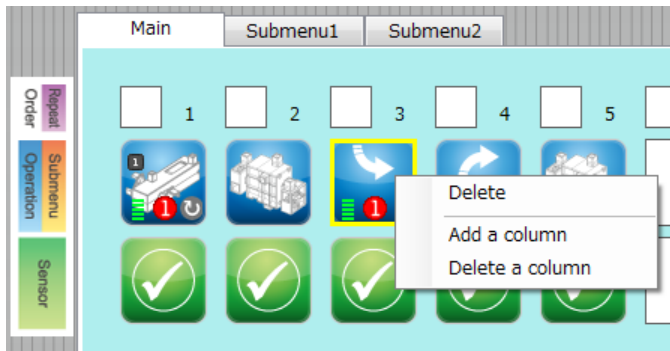 Main
Submenu1
Submenu2
Repeat
Order
Submenu
Operation
Sensor
1
2
3
4
5
1
1
1
Delete
Add a column
Delete a column